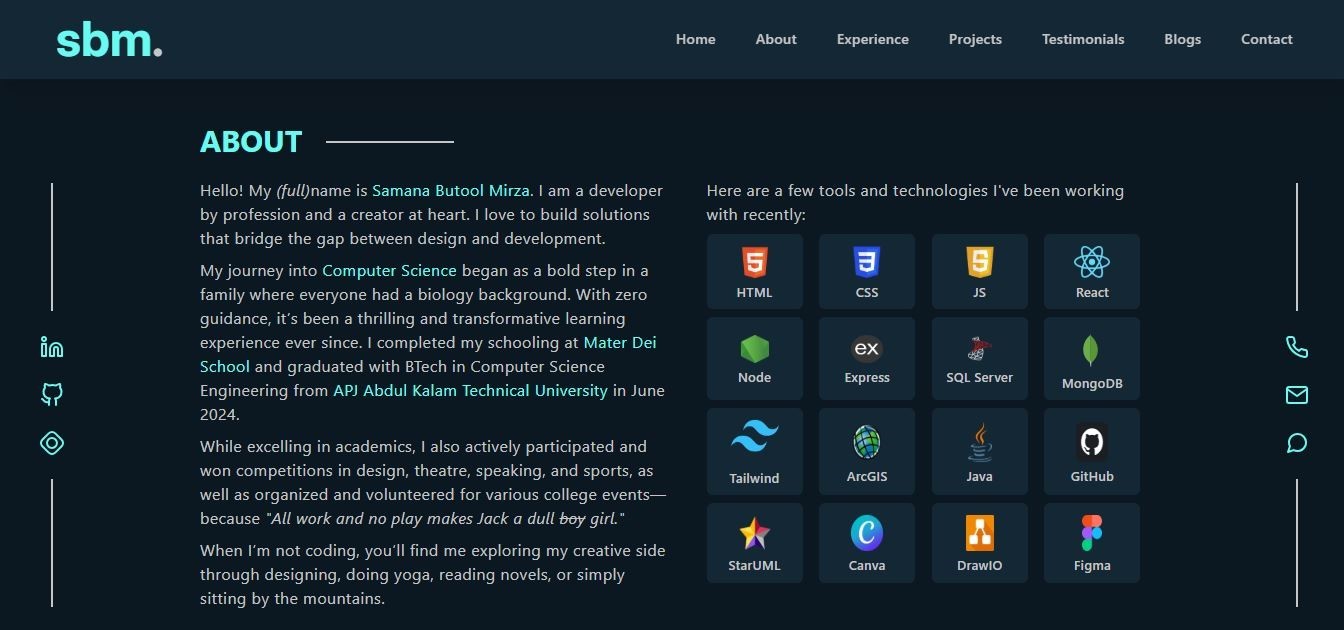 sbm.
Home About Experience Projects Testimonials Blogs Contact
ABOUT
Hello! My (full)name is Samana Butool Mirza. I am a developer
by profession and a creator at heart. I love to build solutions
that bridge the gap between design and development.
My journey into Computer Science began as a bold step in a
family where everyone had a biology background. With zero
guidance, it’s been a thrilling and transformative learning
experience ever since. I completed my schooling at Mater Dei
School and graduated with BTech in Computer Science
Engineering from APJ Abdul Kalam Technical University in June
2024.
While excelling in academics, I also actively participated and
won competitions in design, theatre, speaking, and sports, as
well as organized and volunteered for various college events—
because "All work and no play makes Jack a dull boy girl."
When I’m not coding, you’ll find me exploring my creative side
through designing, doing yoga, reading novels, or simply
sitting by the mountains.
Here are a few tools and technologies I've been working
with recently:
HTML CSS JS React
ex
Node Express SQL Server MongoDB
Tailwind ArcGIS Java GitHub
StarUML Canva DrawIO Figma